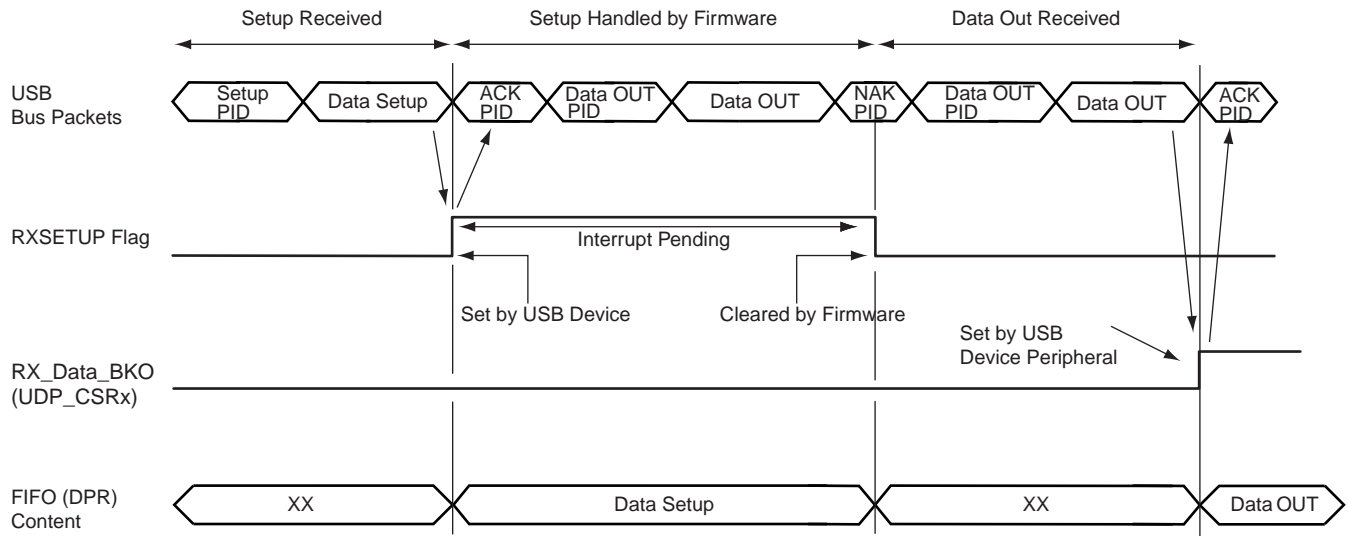 Setup Received
Setup Handled by Firmware
Data Out Received
USB
Bus Packets
Setup
PID
Data Setup
ACK
PID
Data OUT
PID
Data OUT
NAK
PID
Data OUT
PID
Data OUT
ACK
PID
RXSETUP Flag
Interrupt Pending
Set by USB Device
Cleared by Firmware
Set by USB
Device Peripheral
RX_Data_BKO
(UDP_CSRx)
FIFO (DPR)
Content
XX
Data Setup
XX
Data OUT